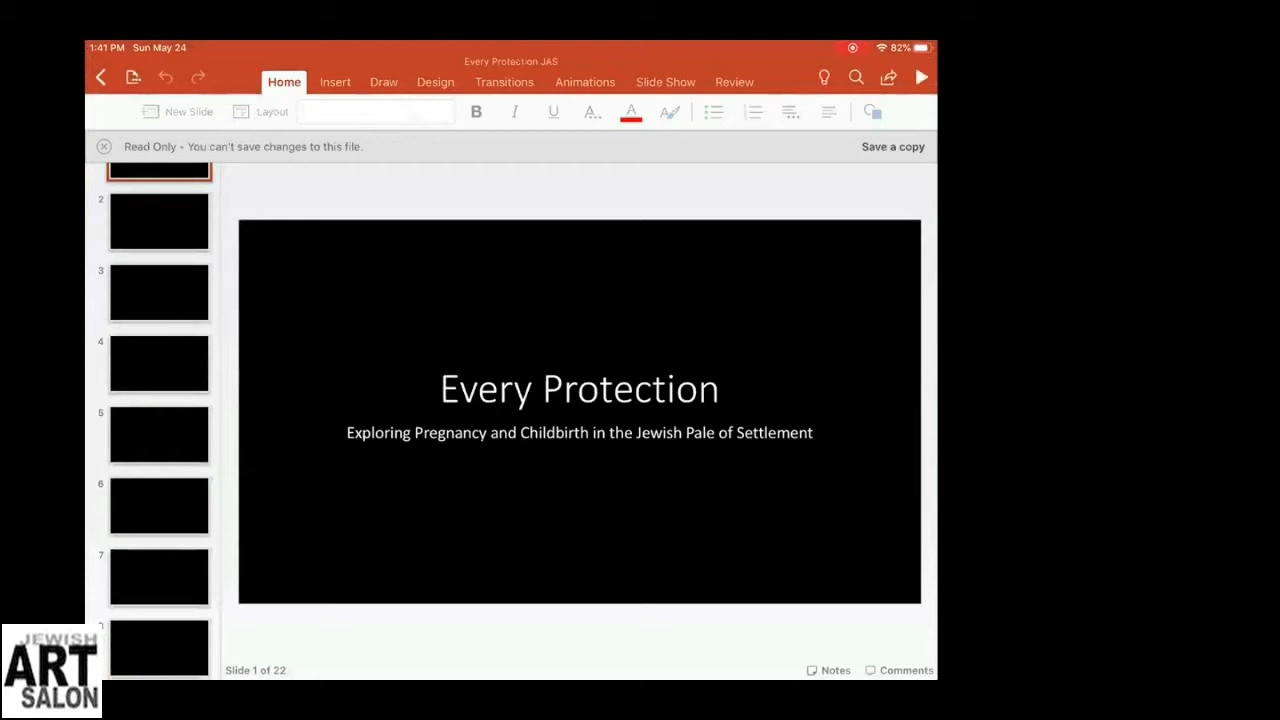 1:41 PM Sun May 24
82%
Every Protection JAS
Home Insert Draw Design Transitions Animations Slide Show Review
New Slide Layout B I U A.. A
Read Only - You can't save changes to this file.
Save a copy
2
3
4
5
6
7
Every Protection
Exploring Pregnancy and Childbirth in the Jewish Pale of Settlement
Slide 1 of 22
Notes Comments
JEWISH
ART
SALON